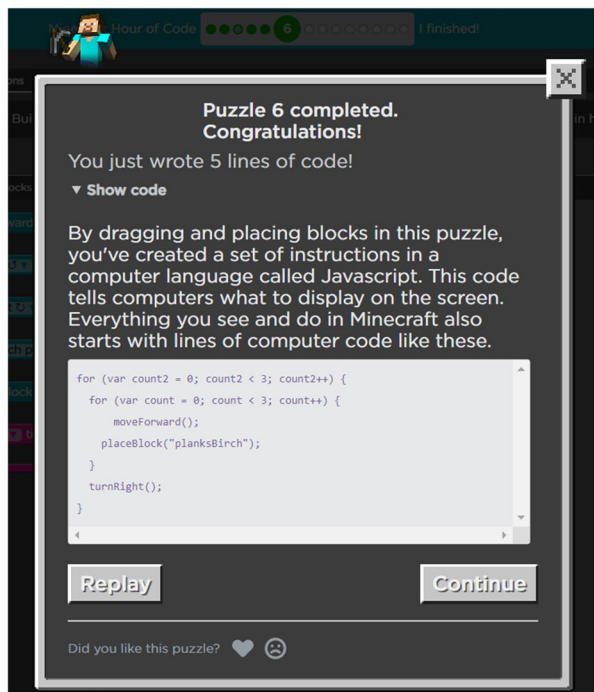 Hour of Code 6 I finished!
Puzzle 6 completed.
Congratulations!
You just wrote 5 lines of code!
▼ Show code
By dragging and placing blocks in this puzzle,
you've created a set of instructions in a
computer language called Javascript. This code
tells computers what to display on the screen.
Everything you see and do in Minecraft also
starts with lines of computer code like these.
for (var count2 = 0; count2 < 3; count2++) {
for (var count = 0; count < 3; count++) {
moveForward();
placeBlock("planksBirch");
}
turnRight();
}
Replay Continue
Did you like this puzzle?